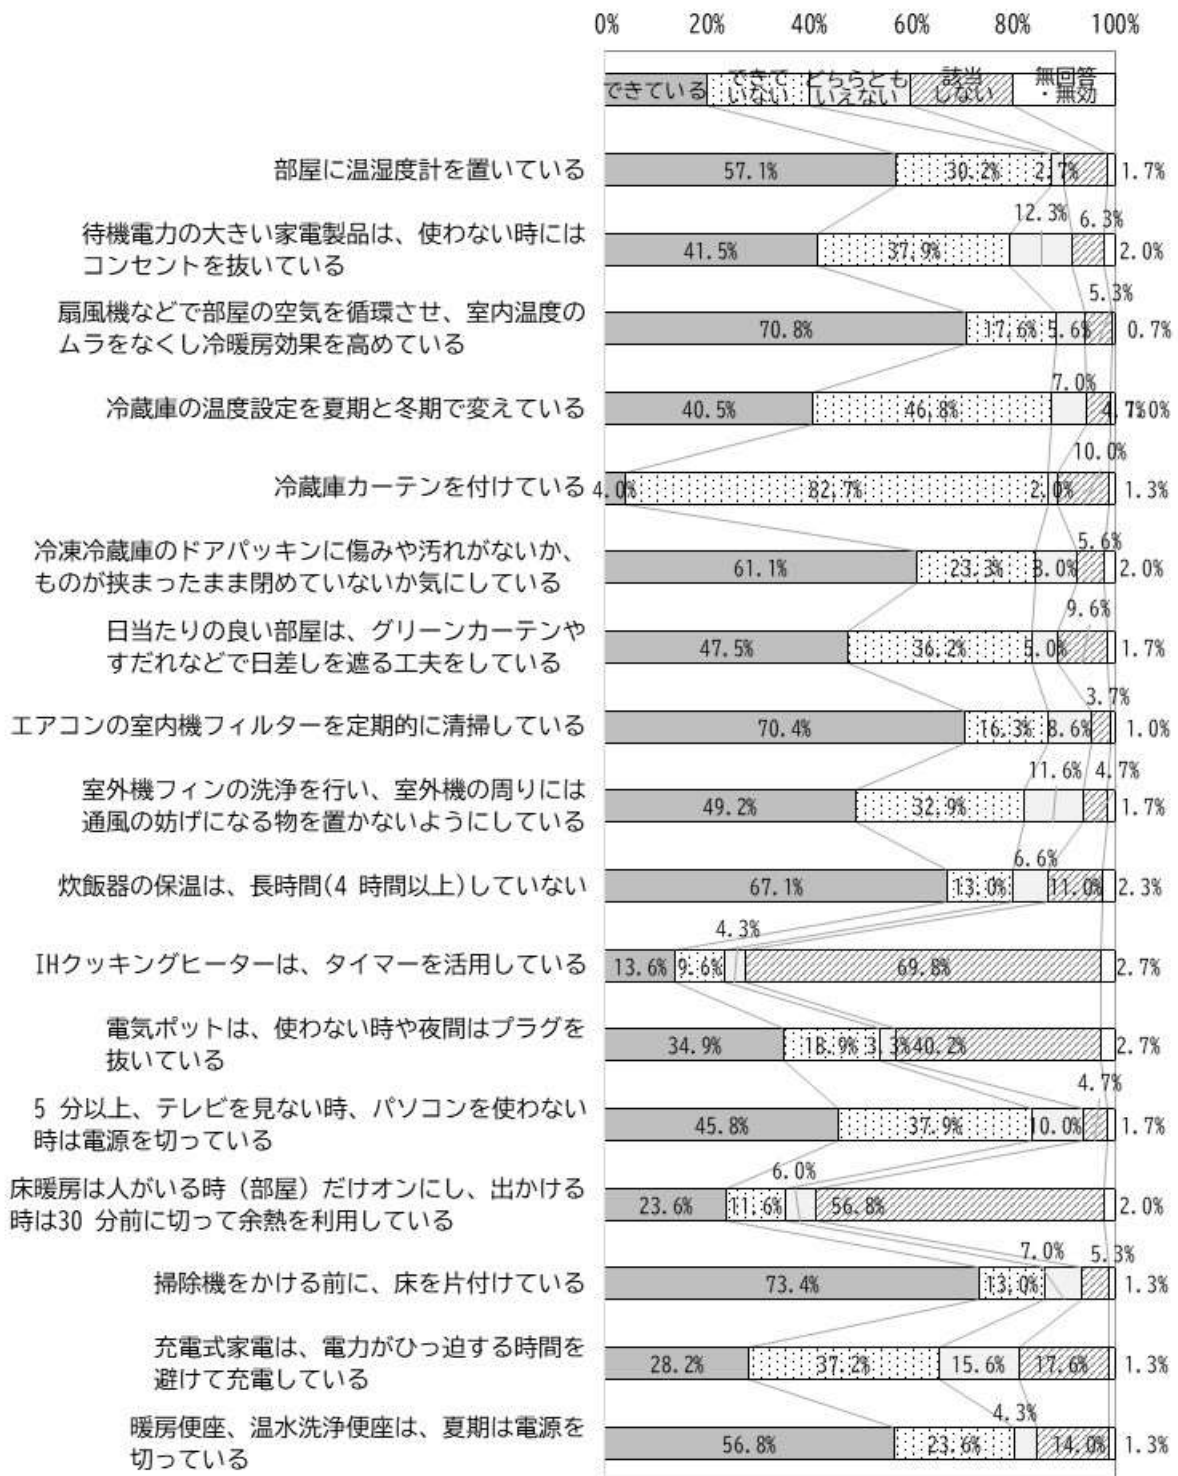 0% 20% 40% 60% 80% 100%
できている できて いない どちらとも いえない 該当 しない 無回答 ・無効
部屋に温湿度計を置いている 57.1% 30.2% 2.7% 1.7%
12.3% 6.3%
待機電力の大きい家電製品は、使わない時には
コンセントを抜いている 41.5% 37.9% 2.0%
5.3%
扇風機などで部屋の空気を循環させ、室内温度の
ムラをなくし冷暖房効果を高めている 70.8% 17.6% 5.6% 0.7%
7.0%
冷蔵庫の温度設定を夏期と冬期で変えている 40.5% 46.8% 4.7% 1.0%
10.0%
冷蔵庫カーテンを付けている 4.0% 82.7% 2.0% 1.3%
5.6%
冷凍冷蔵庫のドアパッキンに傷みや汚れがないか、
ものが挟まったまま閉めていないか気にしている 61.1% 23.3% 8.0% 2.0%
9.6%
日当たりの良い部屋は、グリーンカーテンや
すだれなどで日差しを遮る工夫をしている 47.5% 36.2% 5.0% 1.7%
3.7%
エアコンの室内機フィルターを定期的に清掃している 70.4% 16.3% 8.6% 1.0%
11.6% 4.7%
室外機フィンの洗浄を行い、室外機の周りには
通風の妨げになる物を置かないようにしている 49.2% 32.9% 1.7%
6.6%
炊飯器の保温は、長時間(4 時間以上)していない 67.1% 13.0% 11.0% 2.3%
4.3%
IHクッキングヒーターは、タイマーを活用している 13.6% 9.6% 69.8% 2.7%
電気ポットは、使わない時や夜間はプラグを
抜いている 34.9% 18.9% 3.3% 40.2% 2.7%
4.7%
5 分以上、テレビを見ない時、パソコンを使わない
時は電源を切っている 45.8% 37.9% 10.0% 1.7%
6.0%
床暖房は人がいる時（部屋）だけオンにし、出かける
時は30 分前に切って余熱を利用している 23.6% 11.6% 56.8% 2.0%
7.0% 5.3%
掃除機をかける前に、床を片付けている 73.4% 13.0% 1.3%
充電式家電は、電力がひっ迫する時間を
避けて充電している 28.2% 37.2% 15.6% 17.6% 1.3%
4.3%
暖房便座、温水洗浄便座は、夏期は電源を
切っている 56.8% 23.6% 14.0% 1.3%